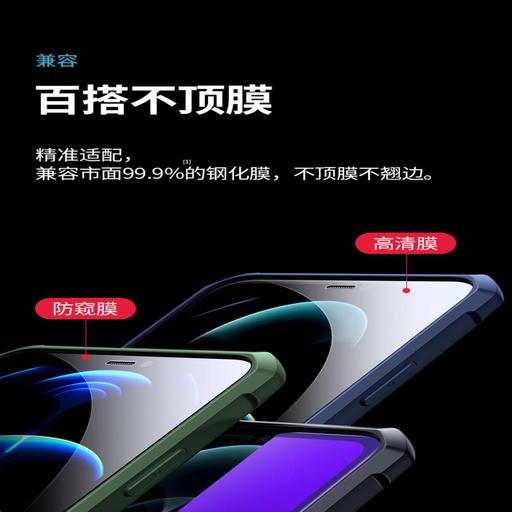 兼容
百搭不顶膜
精准适配，
兼容市面99.9%[1]的钢化膜，不顶膜不翘边。
高清膜
防窥膜